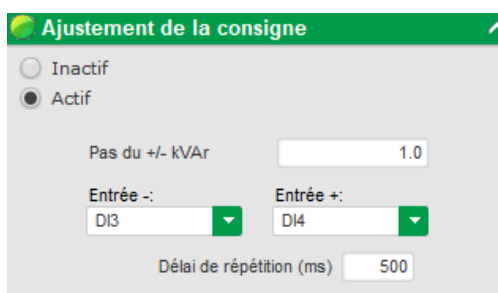 Ajustement de la consigne
Inactif
Actif
Pas du +/- kVAr 1.0
Entrée -: Entrée +:
DI3 DI4
Délai de répétition (ms) 500